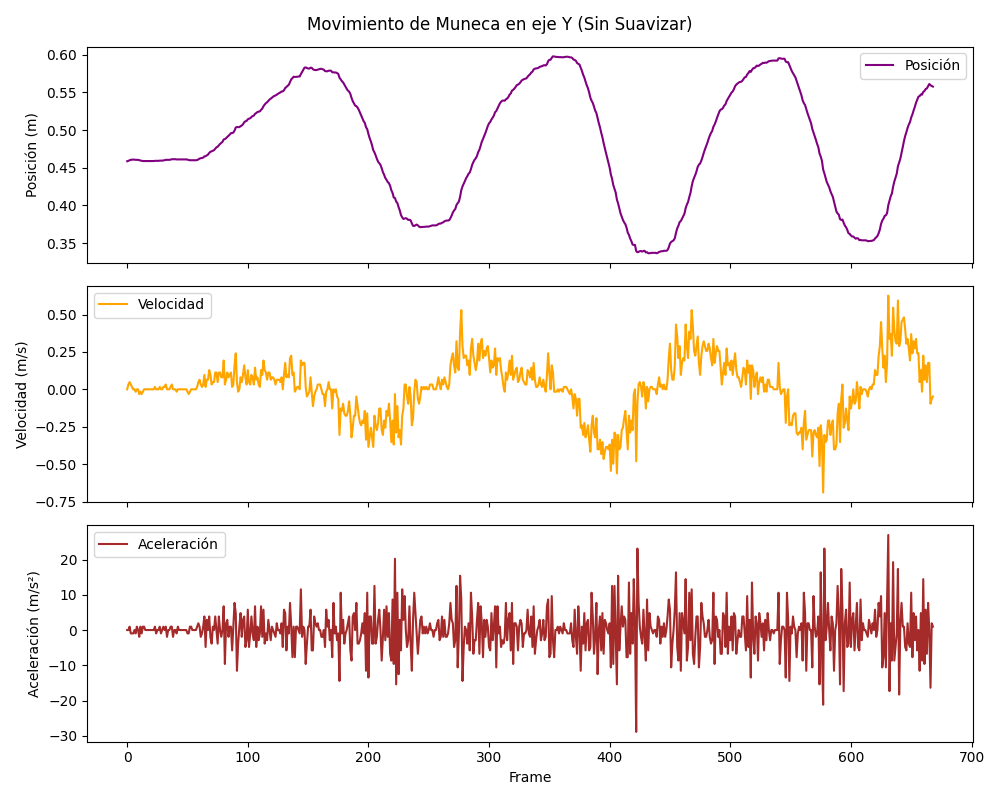 Movimiento de Muneca en eje Y (Sin Suavizar)
Posición (m)
0.60
0.55
0.50
0.45
0.40
0.35
Posición
Velocidad (m/s)
0.50
0.25
0.00
−0.25
−0.50
−0.75
Velocidad
Aceleración (m/s²)
20
10
0
−10
−20
−30
Aceleración
0 100 200 300 400 500 600 700
Frame